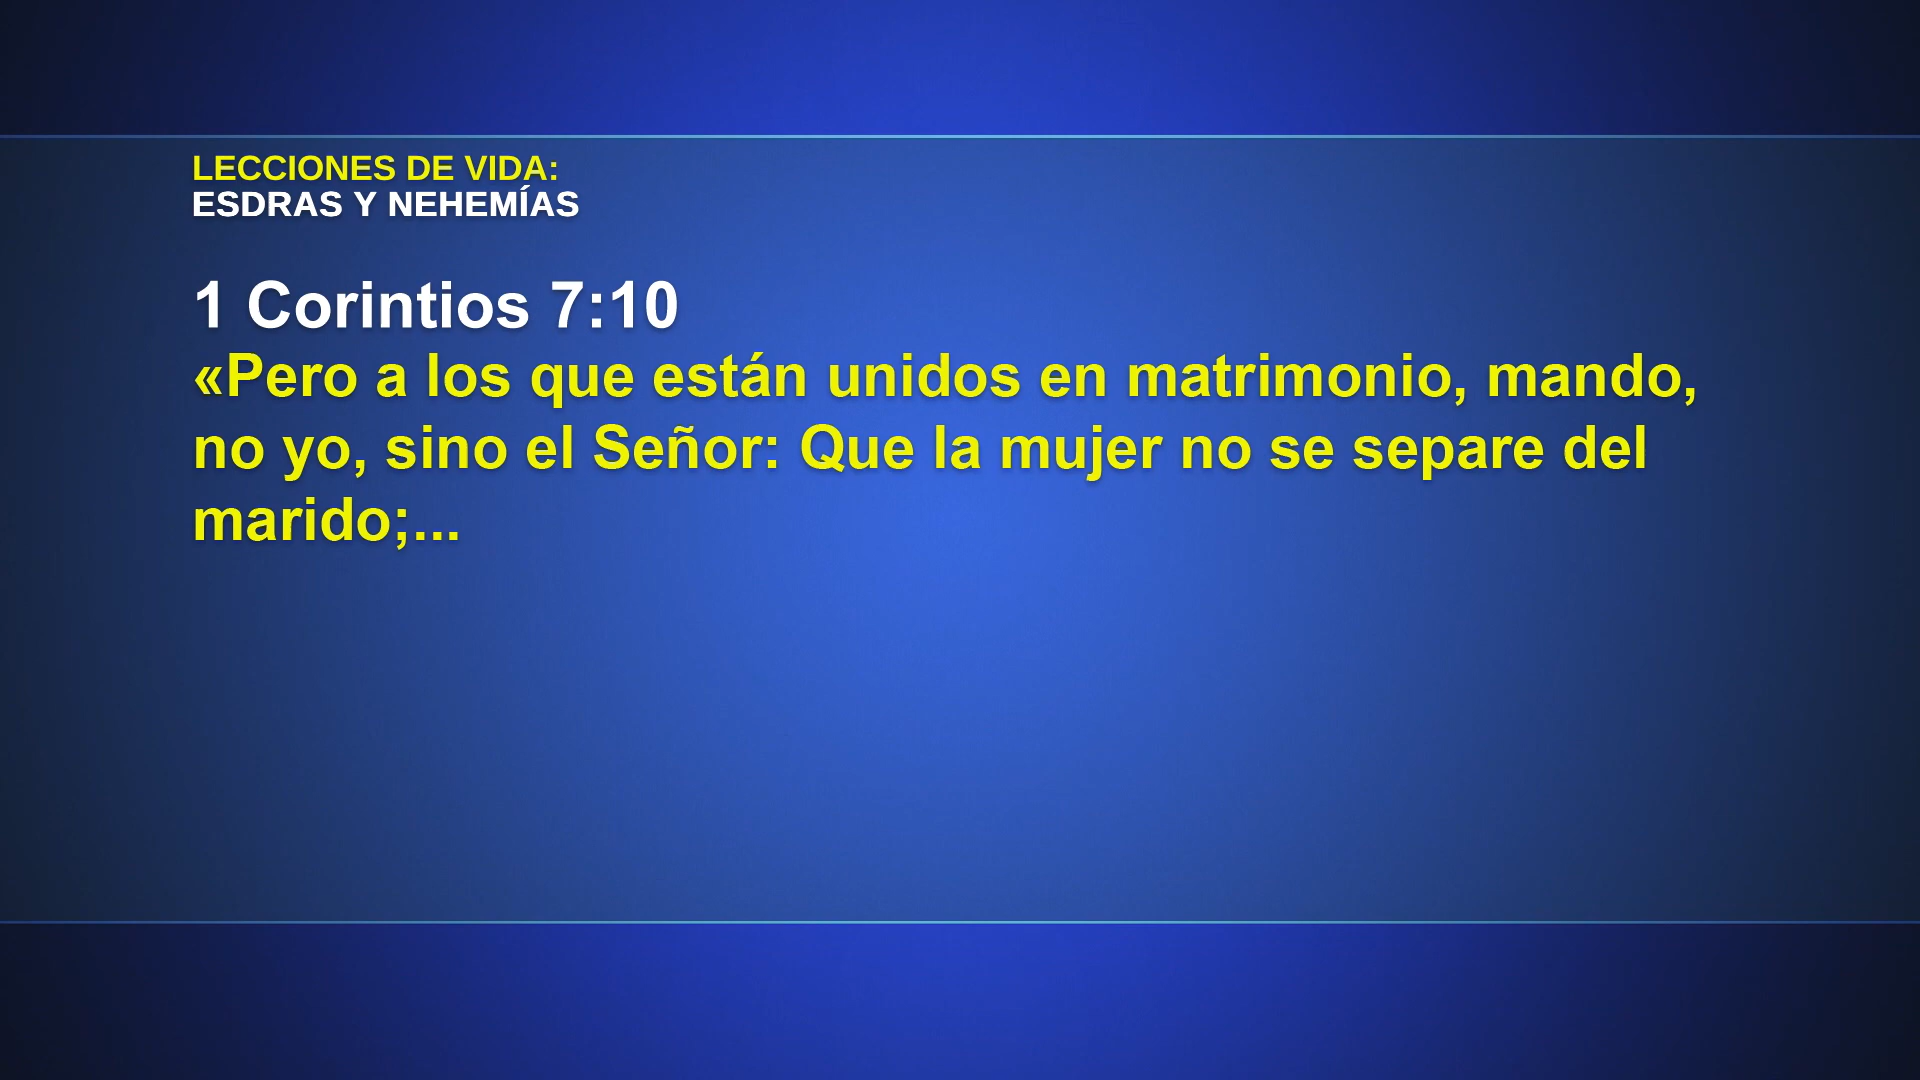 LECCIONES DE VIDA:
ESDRAS Y NEHEMÍAS
1 Corintios 7:10
«Pero a los que están unidos en matrimonio, mando,
no yo, sino el Señor: Que la mujer no se separe del
marido;...